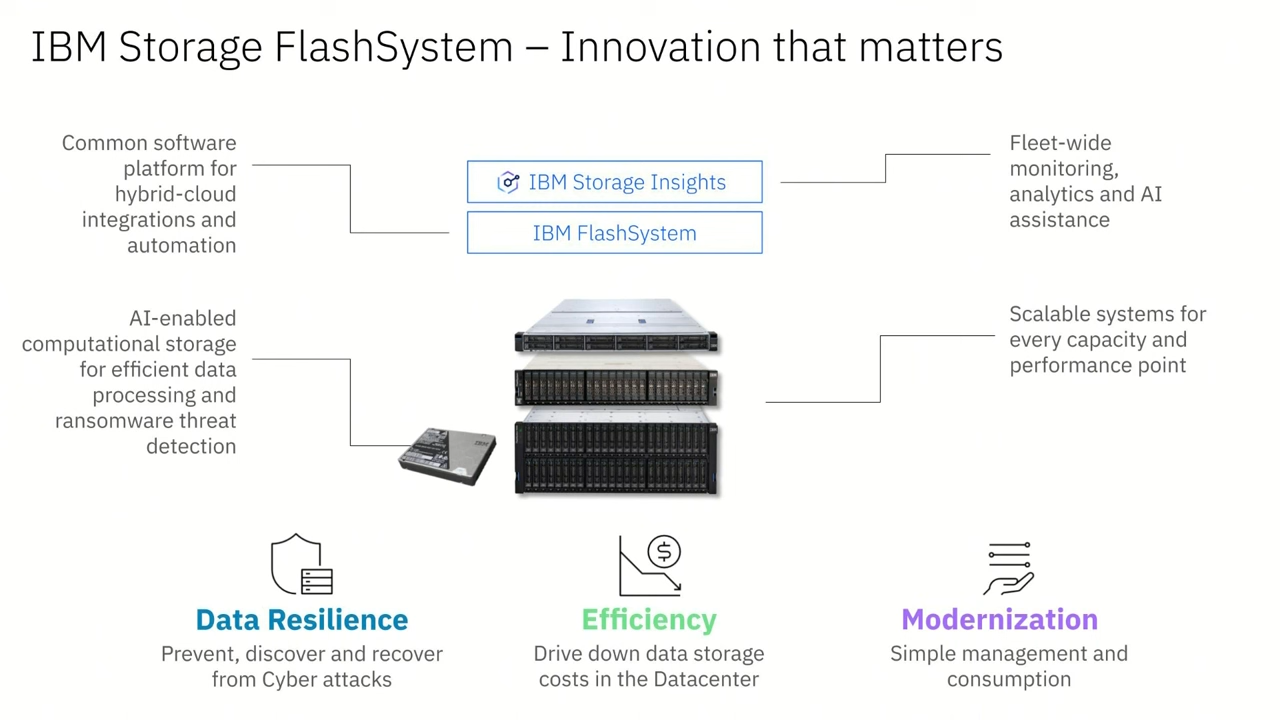 IBM Storage FlashSystem – Innovation that matters
Common software
platform for
hybrid-cloud
integrations and
automation
IBM Storage Insights
IBM FlashSystem
Fleet-wide
monitoring,
analytics and AI
assistance
AI-enabled
computational storage
for efficient data
processing and
ransomware threat
detection
IBM
Scalable systems for
every capacity and
performance point
$
Data Resilience
Prevent, discover and recover
from Cyber attacks
Efficiency
Drive down data storage
costs in the Datacenter
Modernization
Simple management and
consumption